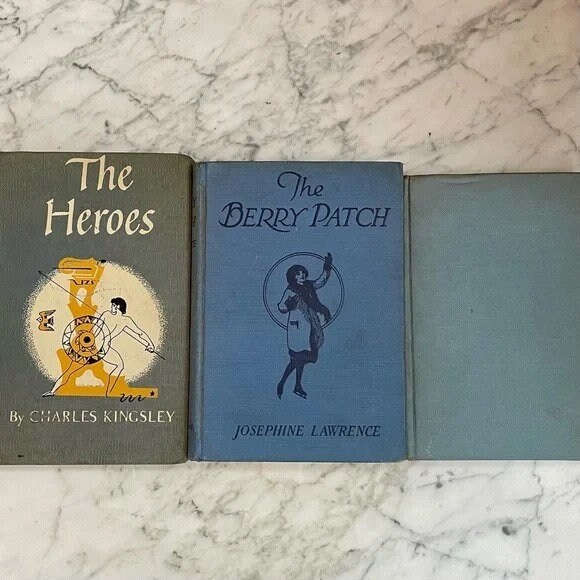 The
Heroes
By CHARLES KINGSLEY
The
BERRY PATCH
JOSEPHINE LAWRENCE